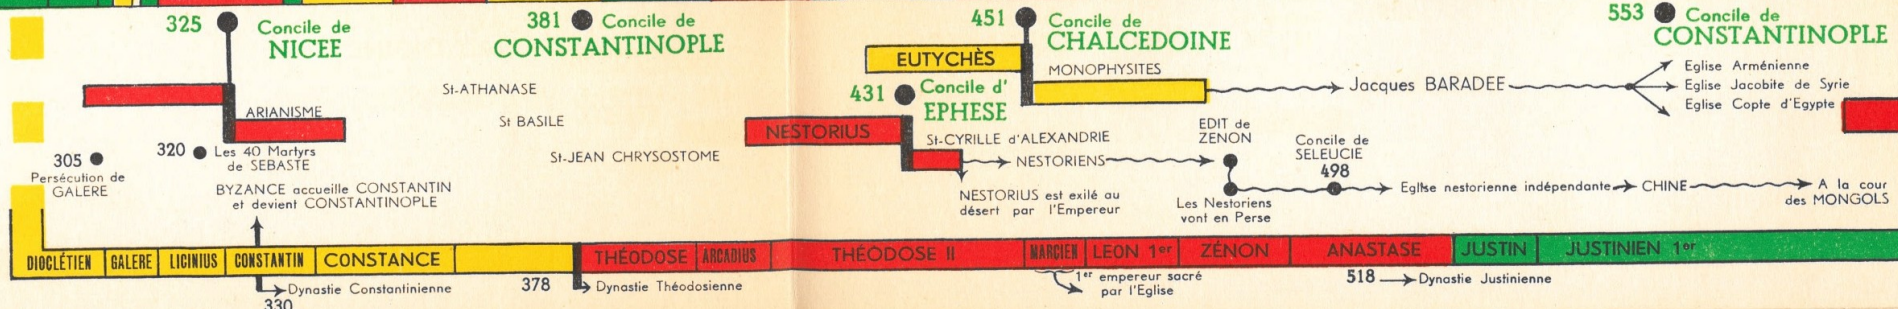 325
Concile de
NICEE
381
Concile de
CONSTANTINOPLE
451
Concile de
CHALCEDOINE
553
Concile de
CONSTANTINOPLE
EUTYCHÈS
MONOPHYSITES
Jacques BARADEE
Eglise Arménienne
Eglise Jacobite de Syrie
Eglise Copte d'Egypte
ARIANISME
St-ATHANASE
St BASILE
St-JEAN CHRYSOSTOME
431
Concile d'
EPHESE
NESTORIUS
St-CYRILLE d'ALEXANDRIE
NESTORIENS
EDIT de
ZENON
Concile de
SELEUCIE
498
305
Persécution de
GALERE
320
Les 40 Martyrs
de SEBASTE
BYZANCE accueille CONSTANTIN
et devient CONSTANTINOPLE
NESTORIUS est exilé au
désert par l'Empereur
Les Nestoriens
vont en Perse
Eglise nestorienne indépendante
CHINE
A la cour
des MONGOLS
DIOCLÉTIEN
GALERE
LICINIUS
CONSTANTIN
CONSTANCE
THÉODOSE
ARCADIUS
THÉODOSE II
MARCIEN
LEON 1er
ZÉNON
ANASTASE
JUSTIN
JUSTINIEN 1er
330
Dynastie Constantinienne
378
Dynastie Théodosienne
1er empereur sacré
par l'Eglise
518
Dynastie Justinienne